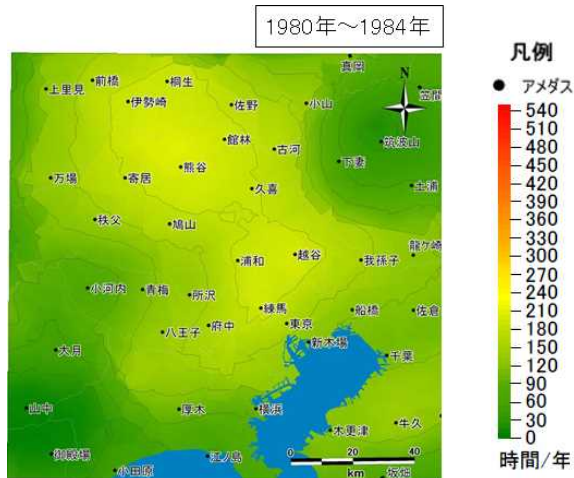 1980年～1984年
真岡
上里見 前橋 桐生 N 笠間
伊勢崎 佐野 小山
館林 古河 下妻 筑波山
万場 寄居 熊谷 久喜 土浦
秩父 鳩山
浦和 越谷 我孫子 龍ケ崎
小河内 青梅 所沢
練馬 船橋 佐倉
八王子 府中 東京
大月 新木場 千葉
山中 厚木 横浜
木更津 牛久
御殿場 江ノ島
小田原 坂畑
0 20 40
km
凡例
アメダス
540
510
480
450
420
390
360
330
300
270
240
210
180
150
120
90
60
30
0
時間/年